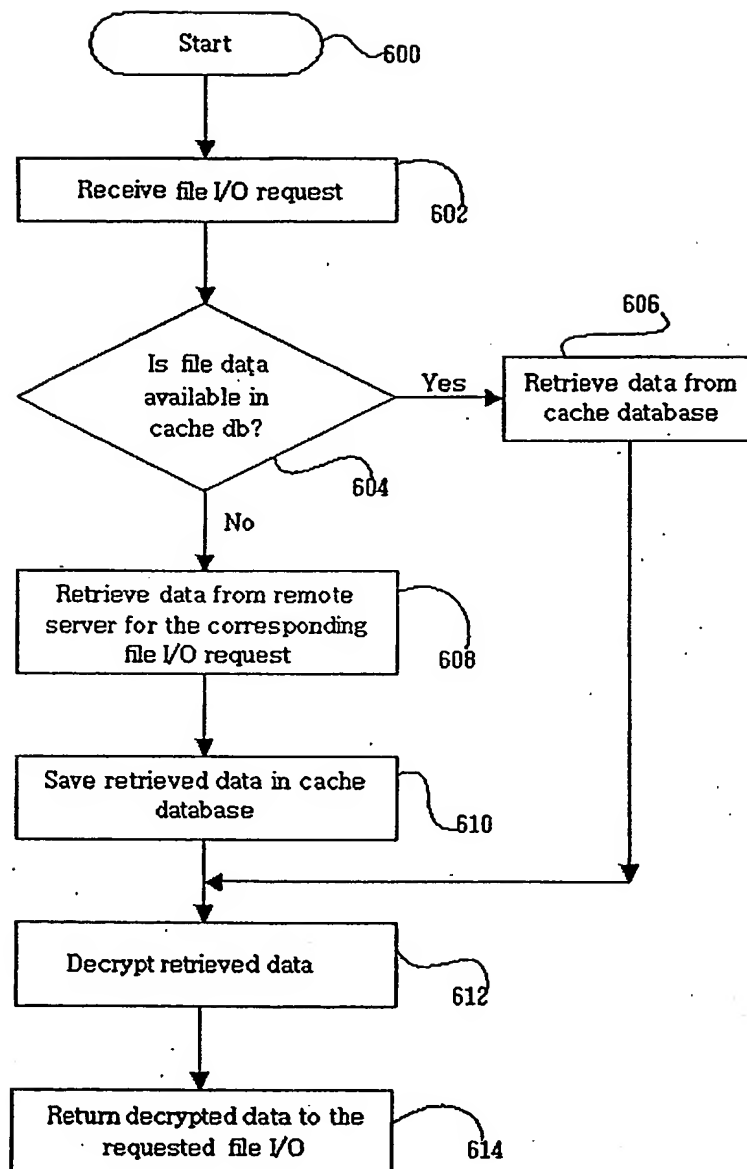 Start
600
Receive file I/O request
602
606
Is file data
available in
cache db?
Yes
Retrieve data from
cache database
604
No
Retrieve data from remote
server for the corresponding
file I/O request
608
Save retrieved data in cache
database
610
Decrypt retrieved data
612
Return decrypted data to the
requested file I/O
614